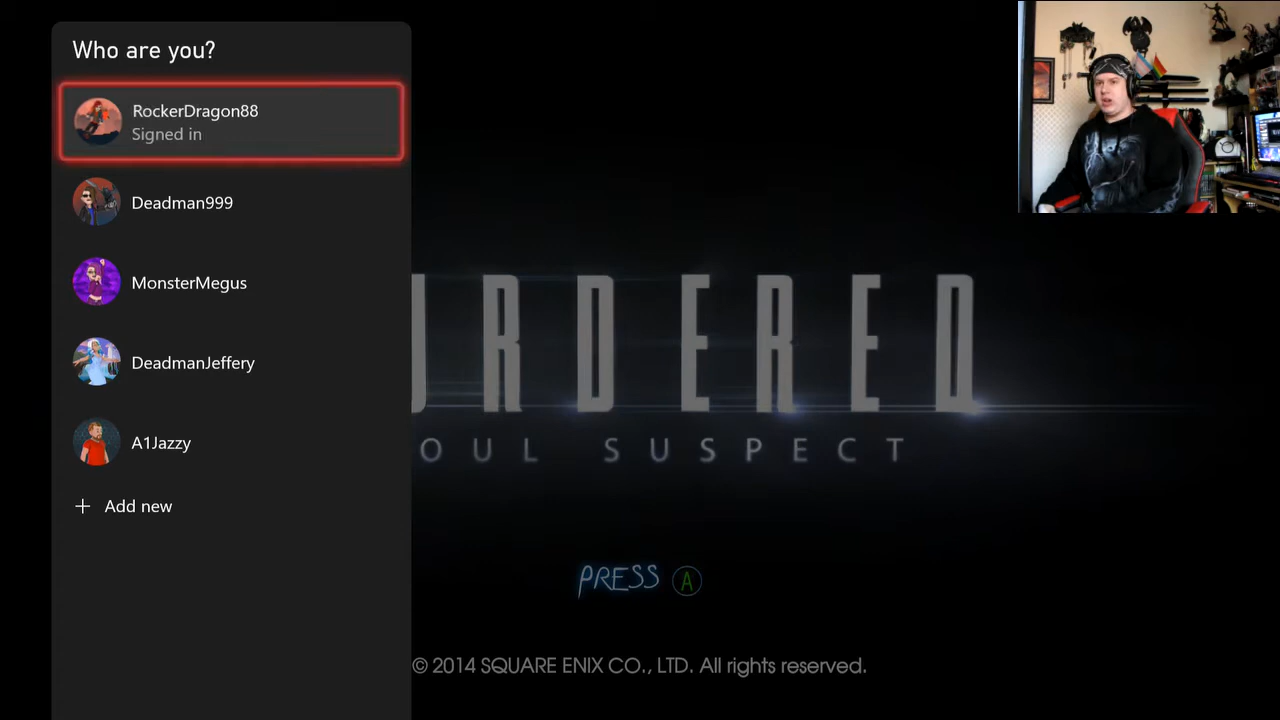 Who are you?
RockerDragon88
Signed in
Deadman999
MonsterMegus
DeadmanJeffery
A1Jazzy
+ Add new
URDERED
OUL SUSPECT
PRESS A
© 2014 SQUARE ENIX CO., LTD. All rights reserved.